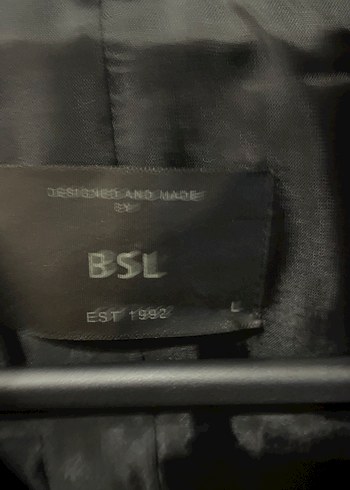 DESIGNED AND MADE
BY
BSL
EST 1992
L